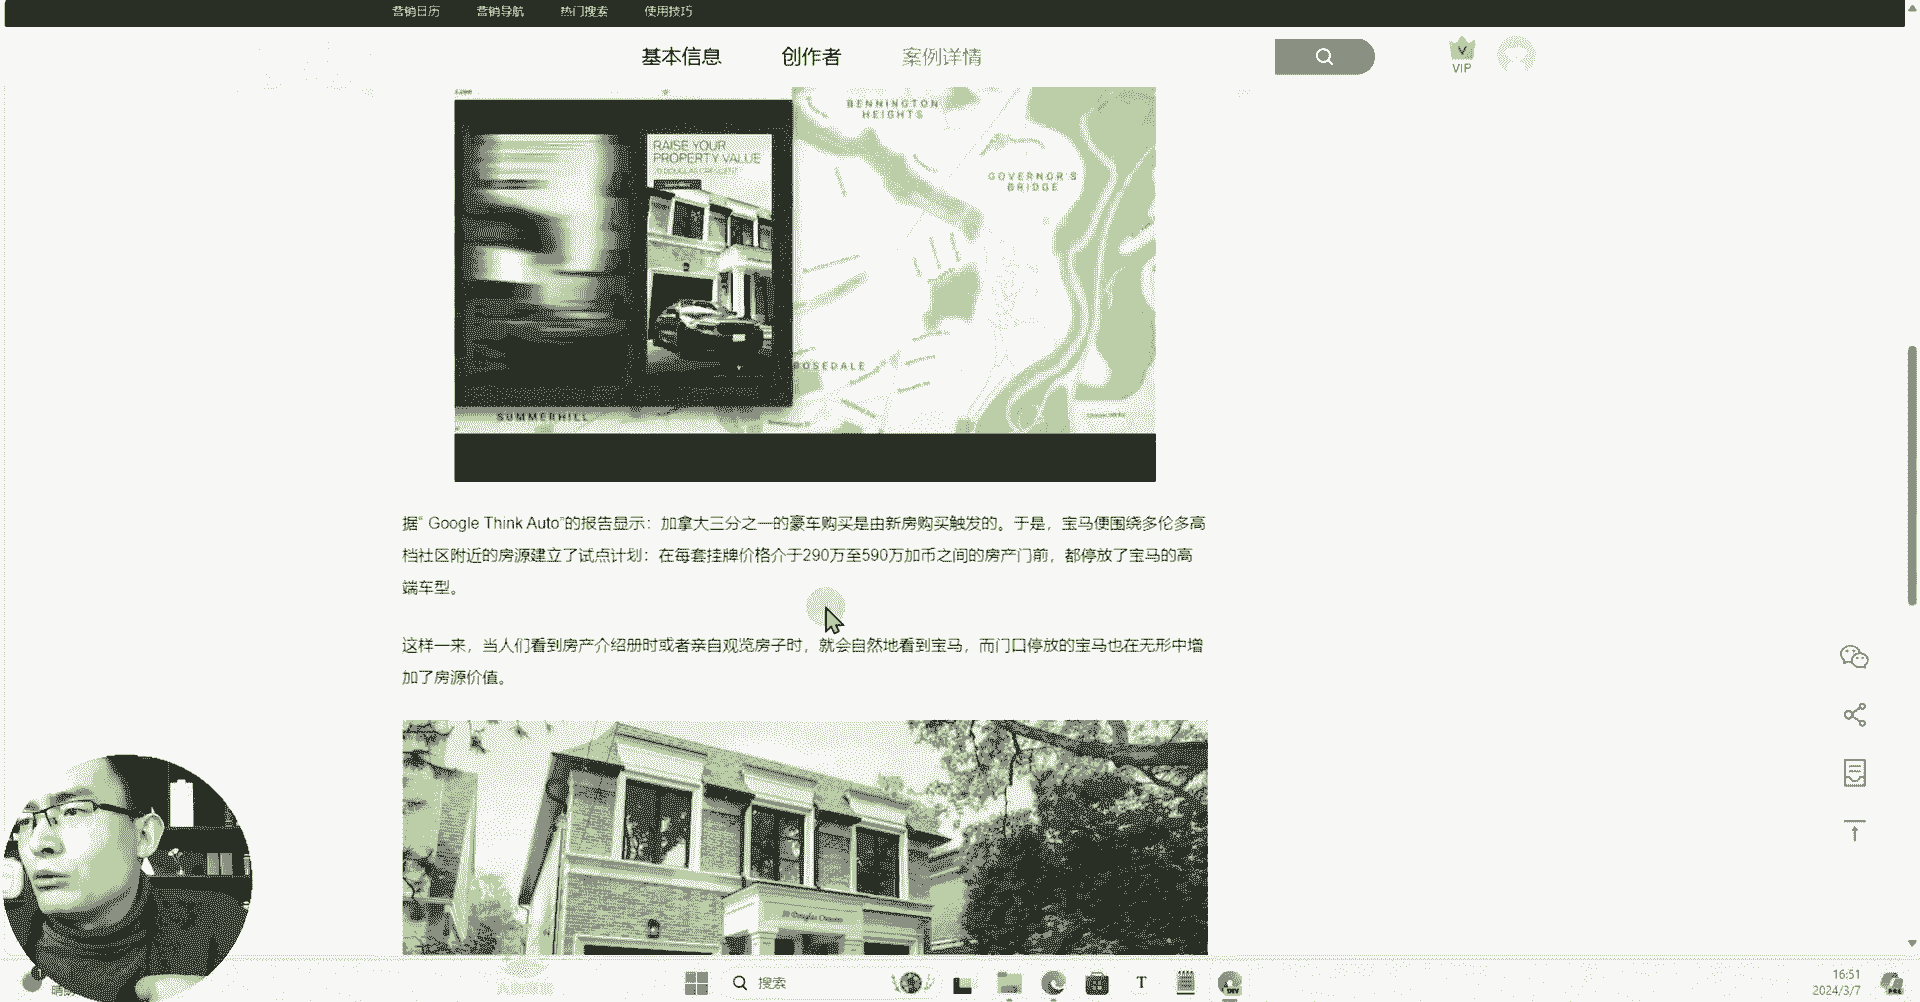 营销日历 营销导航 热门搜索 使用技巧
基本信息 创作者 案例详情
VIP
BENNINGTON
HEIGHTS
RAISE YOUR
PROPERTY VALUE
GOVERNOR'S
BRIDGE
ROSEDALE
SUMMERHILL
据“ Google Think Auto”的报告显示：加拿大三分之一的豪车购买是由新房购买触发的。于是，宝马便围绕多伦多高
档社区附近的房源建立了试点计划：在每套挂牌价格介于290万至590万加币之间的房产门前，都停放了宝马的高
端车型。
这样一来，当人们看到房产介绍册时或者亲自观览房子时，就会自然地看到宝马，而门口停放的宝马也在无形中增
加了房源价值。
搜索
16:51
2024/3/7